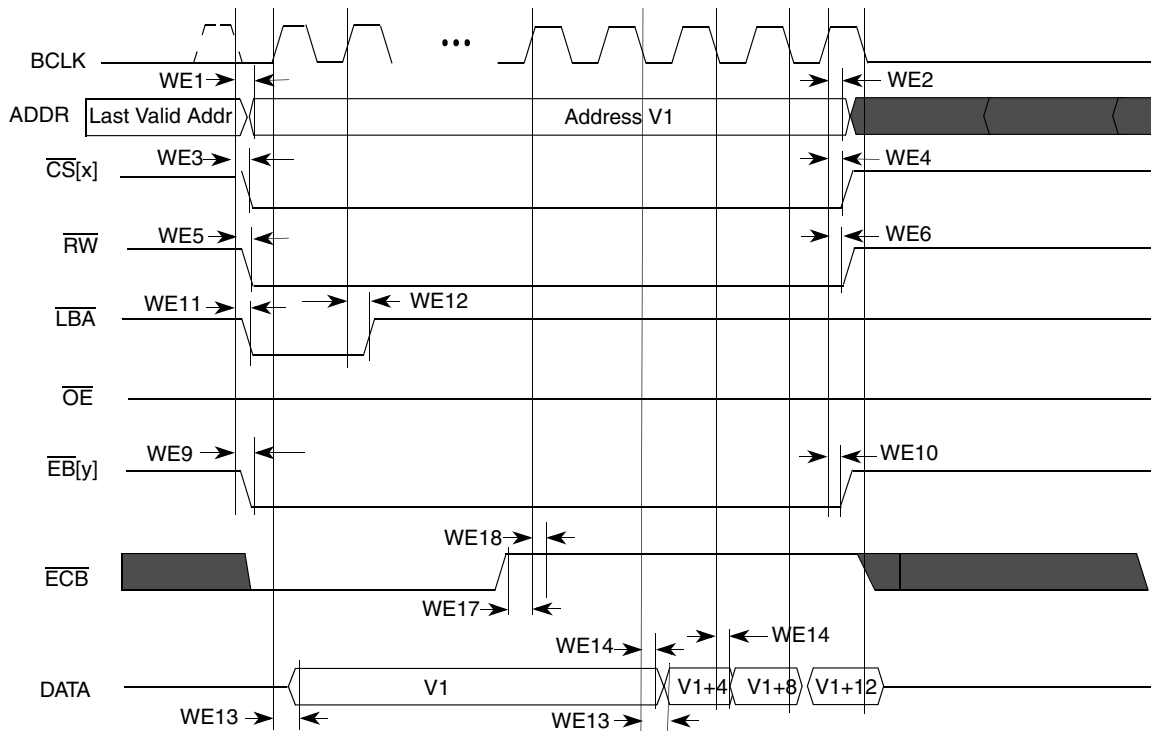 •••
BCLK
WE1
WE2
ADDR
Last Valid Addr
Address V1
WE3
WE4
CS[x]
WE5
WE6
RW
WE11
WE12
LBA
OE
WE9
WE10
EB[y]
WE18
ECB
WE17
WE14
WE14
DATA
V1
V1+4
V1+8
V1+12
WE13
WE13